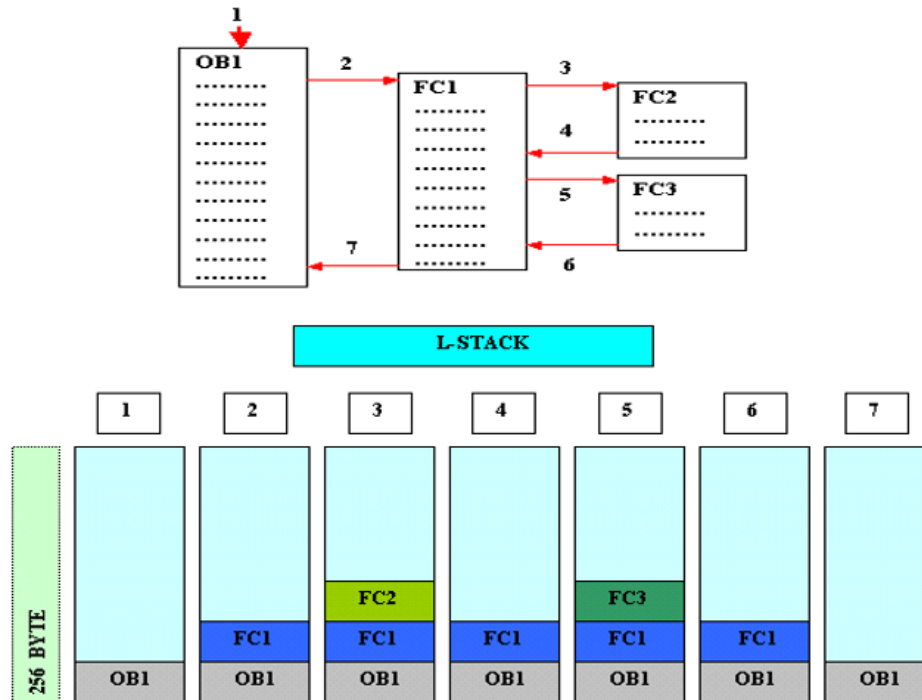 1
OB1
2
FC1
3
FC2
4
5
FC3
6
7
L-STACK
1 2 3 4 5 6 7
256 BYTE
FC2 FC3
FC1 FC1 FC1 FC1 FC1
OB1 OB1 OB1 OB1 OB1 OB1 OB1